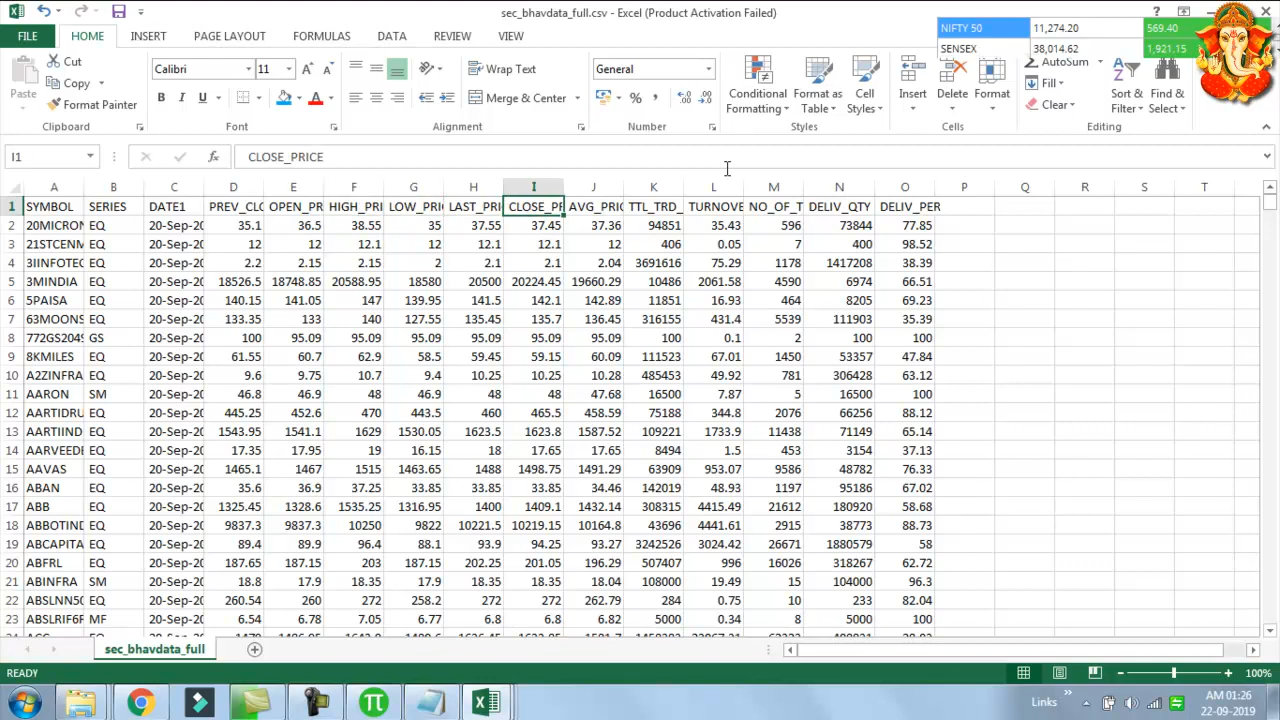 sec_bhavdata_full.csv - Excel (Product Activation Failed)
NIFTY 50 11,274.20 569.40
SENSEX 38,014.62 1,921.15
FILE HOME INSERT PAGE LAYOUT FORMULAS DATA REVIEW VIEW
Cut
Copy
Format Painter
Paste
Clipboard
Calibri 11
B I U
Font
Wrap Text
Merge & Center
Alignment
General
Number
Conditional Formatting
Format as Table
Cell Styles
Styles
Insert Delete Format
Cells
AutoSum
Fill
Clear
Sort & Filter
Find & Select
Editing
I1 CLOSE_PRICE
A B C D E F G H I J K L M N O P Q R S T
1 SYMBOL SERIES DATE1 PREV_CLO OPEN_PR HIGH_PRI LOW_PRI LAST_PRI CLOSE_PR AVG_PRIC TTL_TRD_ TURNOVE NO_OF_T DELIV_QTY DELIV_PER
2 20MICRON EQ 20-Sep-20 35.1 36.5 38.55 35 37.55 37.45 37.36 94851 35.43 596 73844 77.85
3 21STCENM EQ 20-Sep-20 12 12 12.1 12 12.1 12.1 12 406 0.05 7 400 98.52
4 3IINFOTEC EQ 20-Sep-20 2.2 2.15 2.15 2 2.1 2.1 2.04 3691616 75.29 1178 1417208 38.39
5 3MINDIA EQ 20-Sep-20 18526.5 18748.85 20588.95 18580 20500 20224.45 19660.29 10486 2061.58 4590 6974 66.51
6 5PAISA EQ 20-Sep-20 140.15 141.05 147 139.95 141.5 142.1 142.89 11851 16.93 464 8205 69.23
7 63MOONS EQ 20-Sep-20 133.35 133 140 127.55 135.45 135.7 136.45 316155 431.4 5539 111903 35.39
8 772GS2049 GS 20-Sep-20 100 95.09 95.09 95.09 95.09 95.09 95.09 100 0.1 2 100 100
9 8KMILES EQ 20-Sep-20 61.55 60.7 62.9 58.5 59.45 59.15 60.09 111523 67.01 1450 53357 47.84
10 A2ZINFRA EQ 20-Sep-20 9.6 9.75 10.7 9.4 10.25 10.25 10.28 485453 49.92 781 306428 63.12
11 AARON SM 20-Sep-20 46.8 46.9 48 46.9 48 48 47.68 16500 7.87 5 16500 100
12 AARTIDRU EQ 20-Sep-20 445.25 452.6 470 443.5 460 465.5 458.59 75188 344.8 2076 66256 88.12
13 AARTIIND EQ 20-Sep-20 1543.95 1541.1 1629 1530.05 1623.5 1623.8 1587.52 109221 1733.9 11438 71149 65.14
14 AARVEEDE EQ 20-Sep-20 17.35 17.95 19 16.15 18 17.65 17.65 8494 1.5 453 3154 37.13
15 AAVAS EQ 20-Sep-20 1465.1 1467 1515 1463.65 1488 1498.75 1491.29 63909 953.07 9586 48782 76.33
16 ABAN EQ 20-Sep-20 35.6 36.9 37.25 33.85 33.85 33.85 34.46 142019 48.93 1197 95186 67.02
17 ABB EQ 20-Sep-20 1325.45 1328.6 1535.25 1316.95 1400 1409.1 1432.14 308315 4415.49 21612 180920 58.68
18 ABBOTIND EQ 20-Sep-20 9837.3 9837.3 10250 9822 10221.5 10219.15 10164.8 43696 4441.61 2915 38773 88.73
19 ABCAPITA EQ 20-Sep-20 89.4 89.9 96.4 88.1 93.9 94.25 93.27 3242526 3024.42 26671 1880579 58
20 ABFRL EQ 20-Sep-20 187.65 187.15 203 187.15 202.25 201.05 196.29 507407 996 16026 318267 62.72
21 ABINFRA SM 20-Sep-20 18.8 17.9 18.35 17.9 18.35 18.35 18.04 108000 19.49 15 104000 96.3
22 ABSLNN50 EQ 20-Sep-20 260.54 260 272 258.2 272 272 262.79 284 0.75 10 233 82.04
23 ABSLRIF6F MF 20-Sep-20 6.54 6.78 7.05 6.77 6.8 6.8 6.82 5000 0.34 8 5000 100
sec_bhavdata_full
READY 100%
Links
AM 01:26
22-09-2019